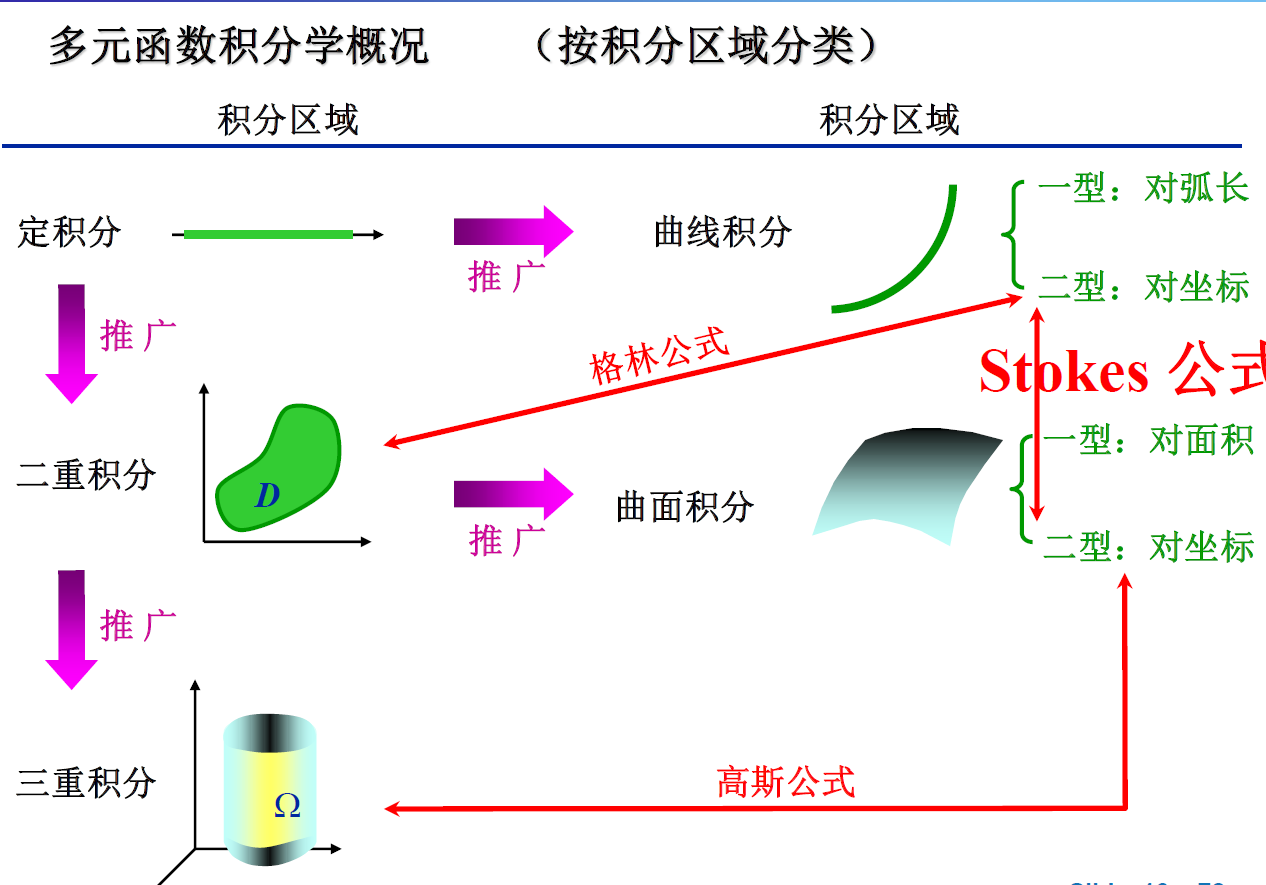 多元函数积分学概况 （按积分区域分类）
积分区域 积分区域
定积分
推 广
曲线积分
一型：对弧长
二型：对坐标
推 广
格林公式
Stokes 公式
二重积分
D
推 广
曲面积分
一型：对面积
二型：对坐标
推 广
三重积分
Ω
高斯公式